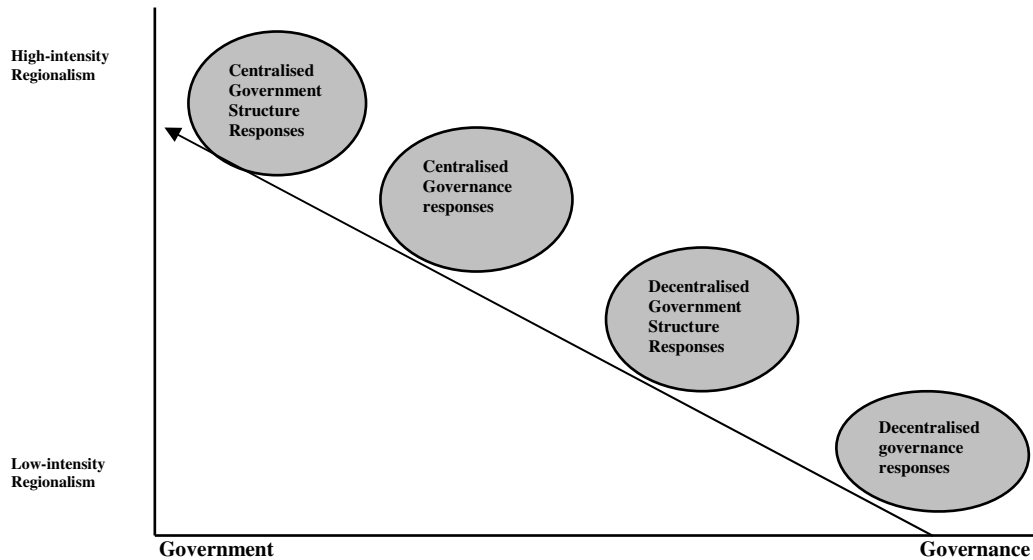 High-intensity
Regionalism
Centralised
Government
Structure
Responses
Centralised
Governance
responses
Decentralised
Government
Structure
Responses
Decentralised
governance
responses
Low-intensity
Regionalism
Government
Governance